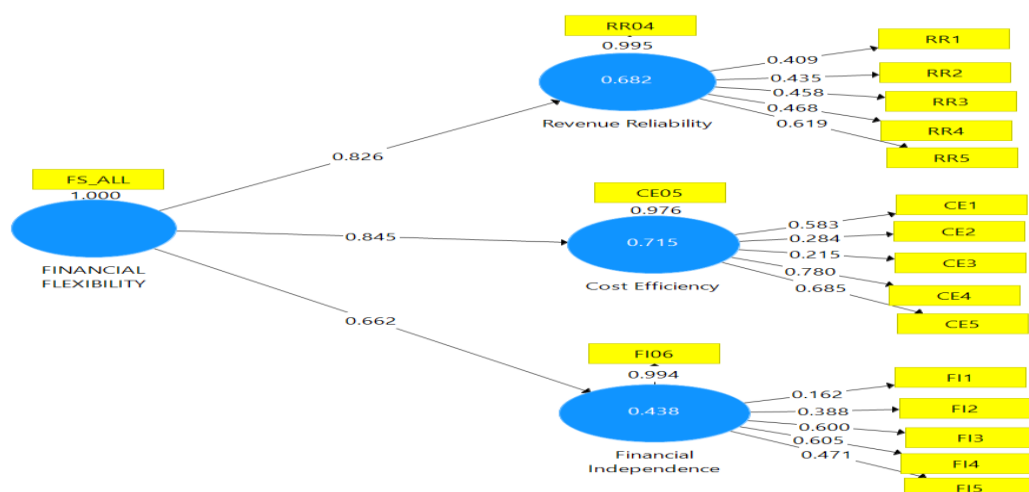 RR04
0.995
RR1
0.409
RR2
0.435
0.682
0.458
RR3
0.468
RR4
0.619
Revenue Reliability
RR5
0.826
FS_ALL
1.000
CE05
0.976
CE1
0.583
CE2
0.284
0.845
0.715
0.215
CE3
0.780
FINANCIAL
FLEXIBILITY
Cost Efficiency
0.685
CE4
CE5
0.662
FI06
0.994
FI1
0.162
0.388
FI2
0.438
0.600
FI3
0.605
0.471
FI4
Financial
Independence
FI5